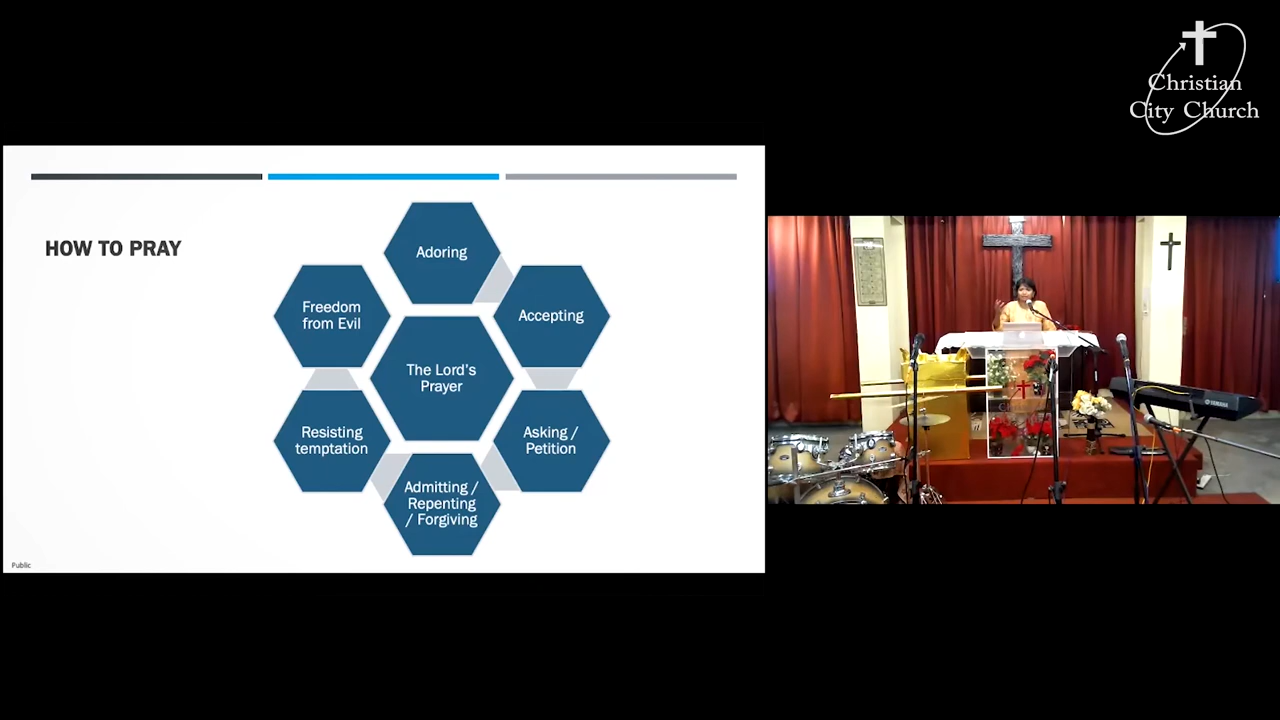 Christian
City Church
HOW TO PRAY
Adoring
Accepting
Asking /
Petition
Admitting /
Repenting
/ Forgiving
Resisting
temptation
Freedom
from Evil
The Lord's
Prayer
Public
YAMAHA